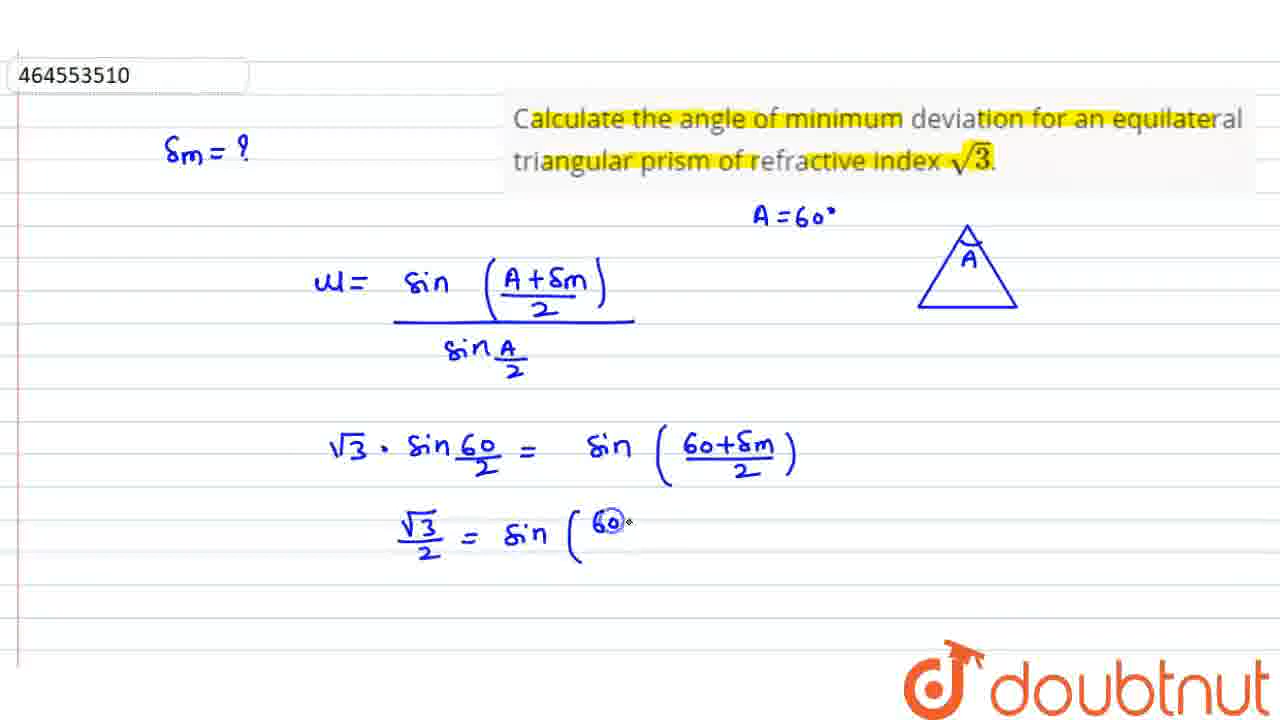 464553510
Calculate the angle of minimum deviation for an equilateral
triangular prism of refractive index √3.
δm = ?
A = 60°
A
μ = sin (A + δm / 2) / sin A/2
√3 · sin 60/2 = sin (60 + δm / 2)
√3/2 = sin (60
doubtnut